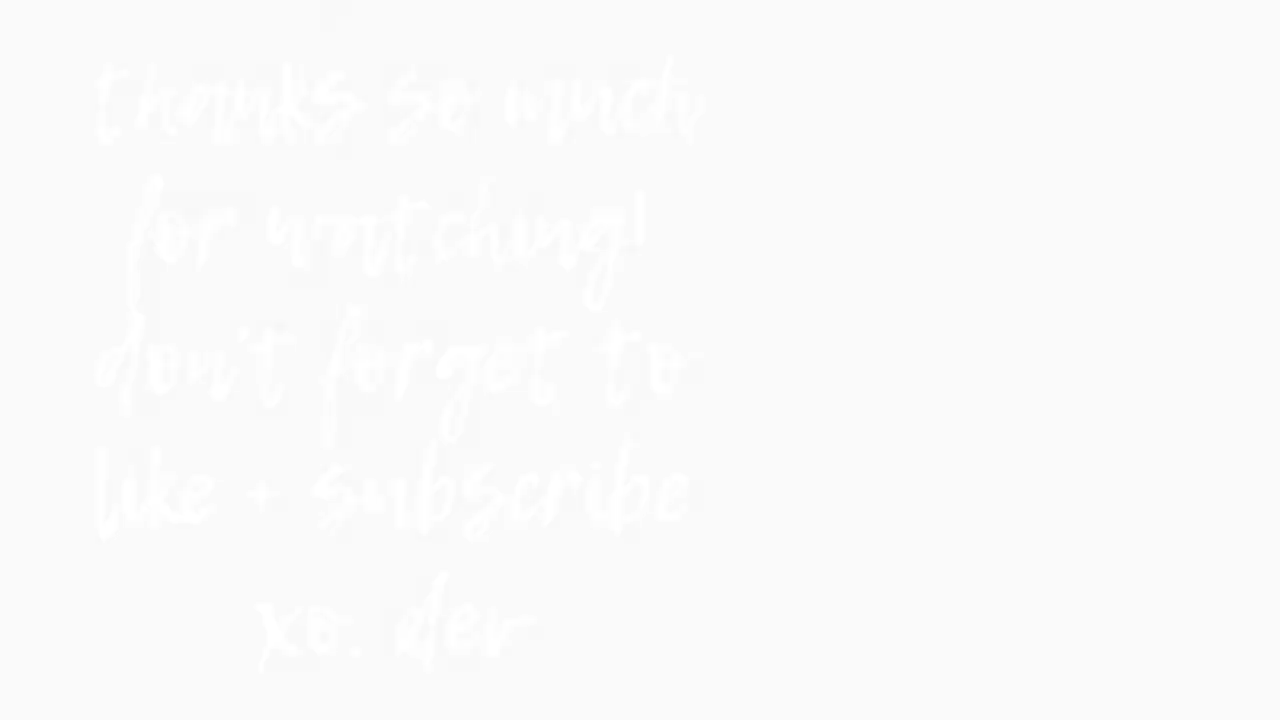 thanks so much
for watching!
don't forget to
like + subscribe
xo. dev